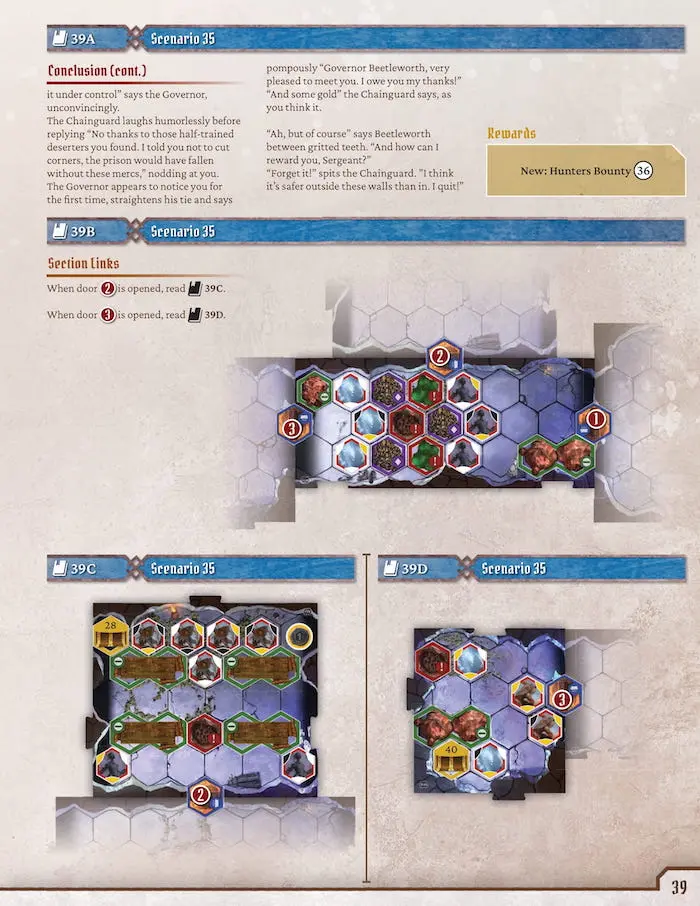 39A Scenario 35
Conclusion (cont.)
it under control” says the Governor,
unconvincingly.
The Chainguard laughs humorlessly before
replying “No thanks to those half-trained
deserters you found. I told you not to cut
corners, the prison would have fallen
without these mercs,” nodding at you.
The Governor appears to notice you for
the first time, straightens his tie and says
pompously “Governor Beetleworth, very
pleased to meet you. I owe you my thanks!”
“And some gold” the Chainguard says, as
you think it.
“Ah, but of course” says Beetleworth
between gritted teeth. “And how can I
reward you, Sergeant?”
“Forget it!” spits the Chainguard. "I think
it’s safer outside these walls than in. I quit!”
Rewards
New: Hunters Bounty 36
39B Scenario 35
Section Links
When door 2 is opened, read 39C.
When door 3 is opened, read 39D.
2
3
1
39C Scenario 35
28
2
39D Scenario 35
3
40
39